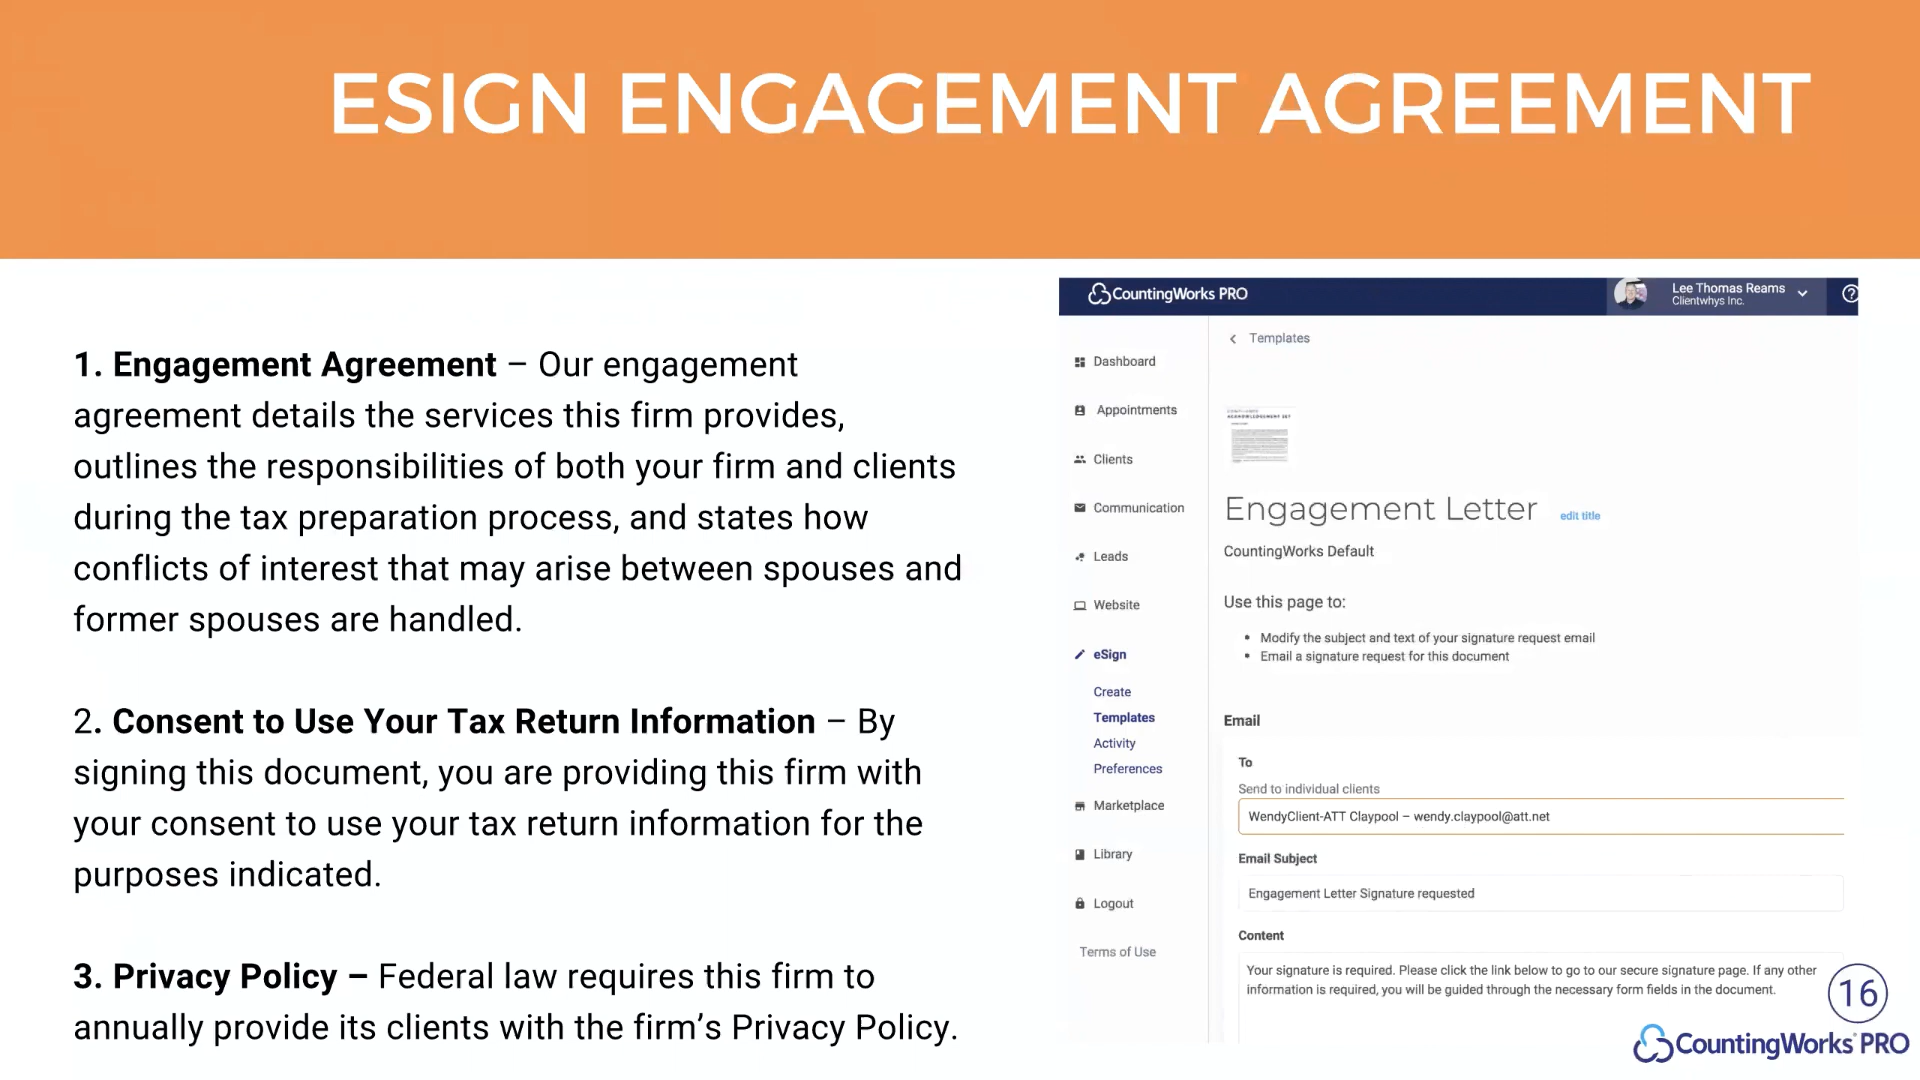 ESIGN ENGAGEMENT AGREEMENT
1. Engagement Agreement – Our engagement
agreement details the services this firm provides,
outlines the responsibilities of both your firm and clients
during the tax preparation process, and states how
conflicts of interest that may arise between spouses and
former spouses are handled.
2. Consent to Use Your Tax Return Information – By
signing this document, you are providing this firm with
your consent to use your tax return information for the
purposes indicated.
3. Privacy Policy – Federal law requires this firm to
annually provide its clients with the firm's Privacy Policy.
CountingWorks PRO
Lee Thomas Reams
Clientwhys Inc.
Dashboard
Appointments
Clients
Communication
Leads
Website
eSign
Create
Templates
Activity
Preferences
Marketplace
Library
Logout
Terms of Use
Templates
Engagement Letter edit title
CountingWorks Default
Use this page to:
• Modify the subject and text of your signature request email
• Email a signature request for this document
Email
To
Send to individual clients
WendyClient-ATT Claypool – wendy.claypool@att.net
Email Subject
Engagement Letter Signature requested
Content
Your signature is required. Please click the link below to go to our secure signature page. If any other
information is required, you will be guided through the necessary form fields in the document.
16
CountingWorks PRO